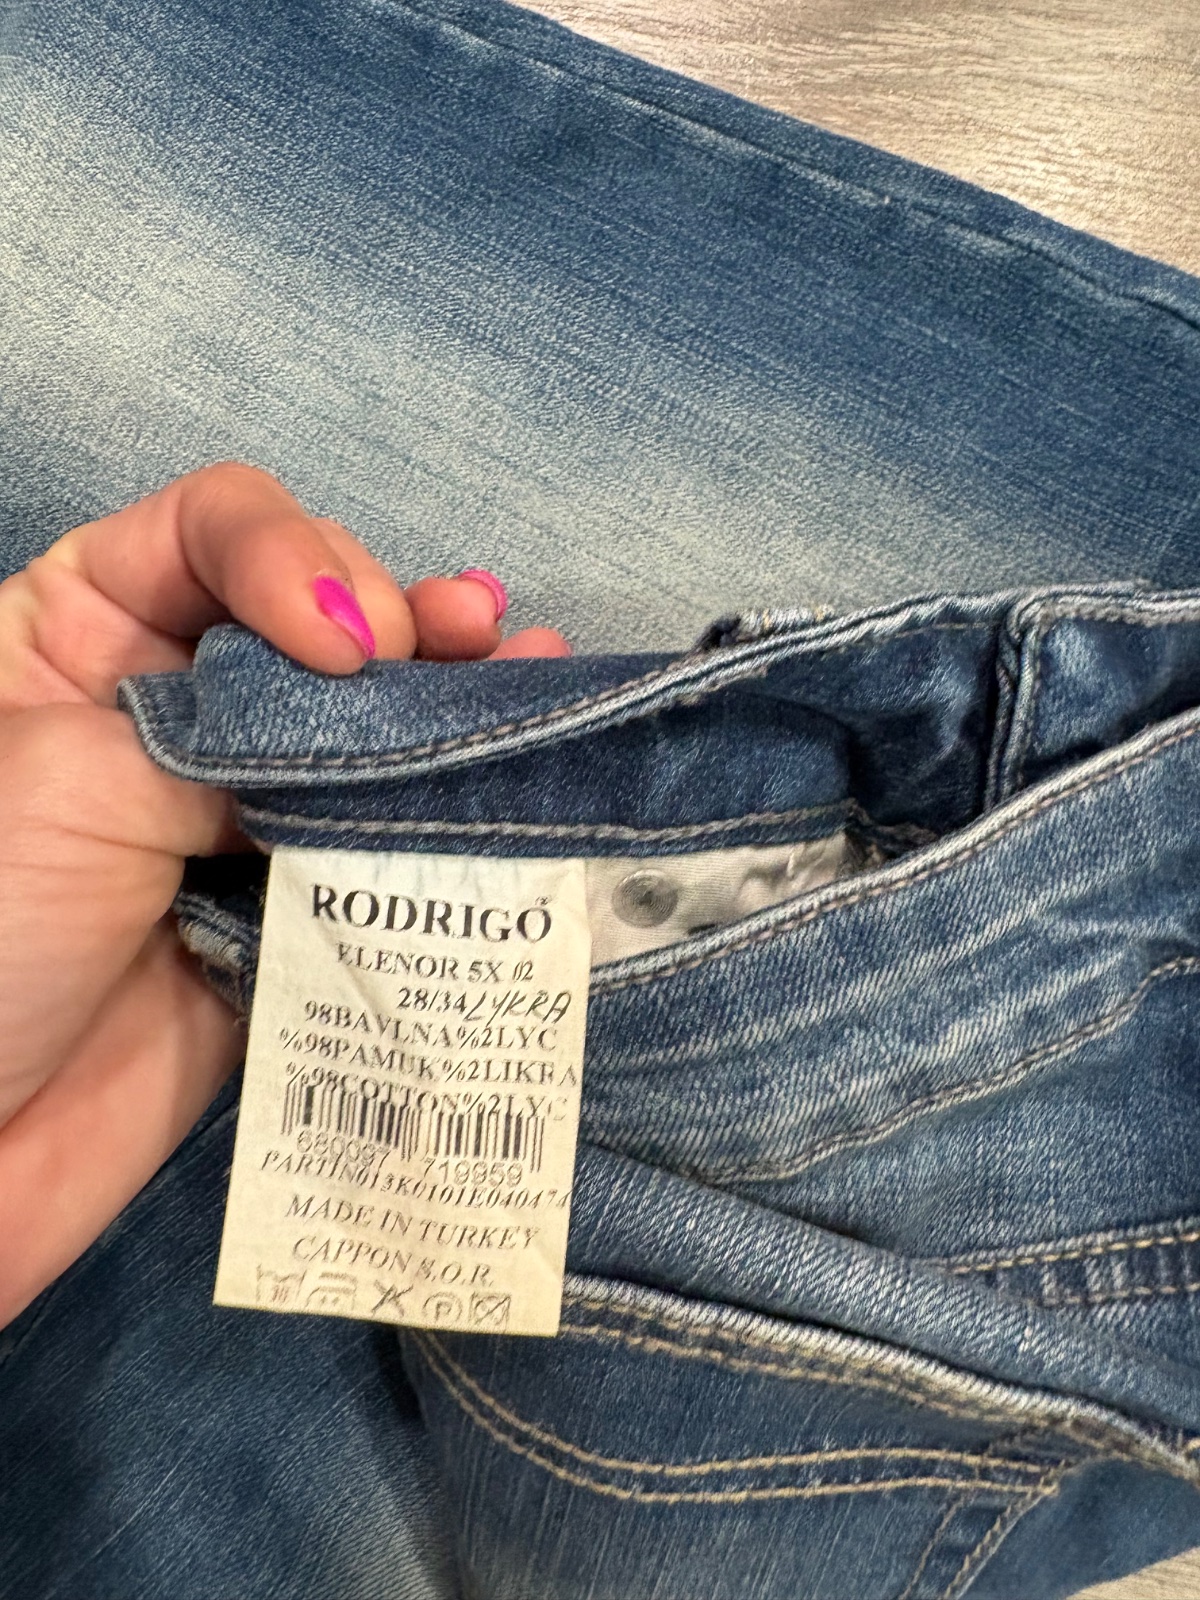 RODRIGO
ELENOR 5X 02
28/34 LYKRA
98BAVLNA%2LYC
%98PAMUK%2LIKRA
%98COTTON%2LYC
680097 719959
PARTIN013K0101E040474
MADE IN TURKEY
CAPPON S.O.R.
P